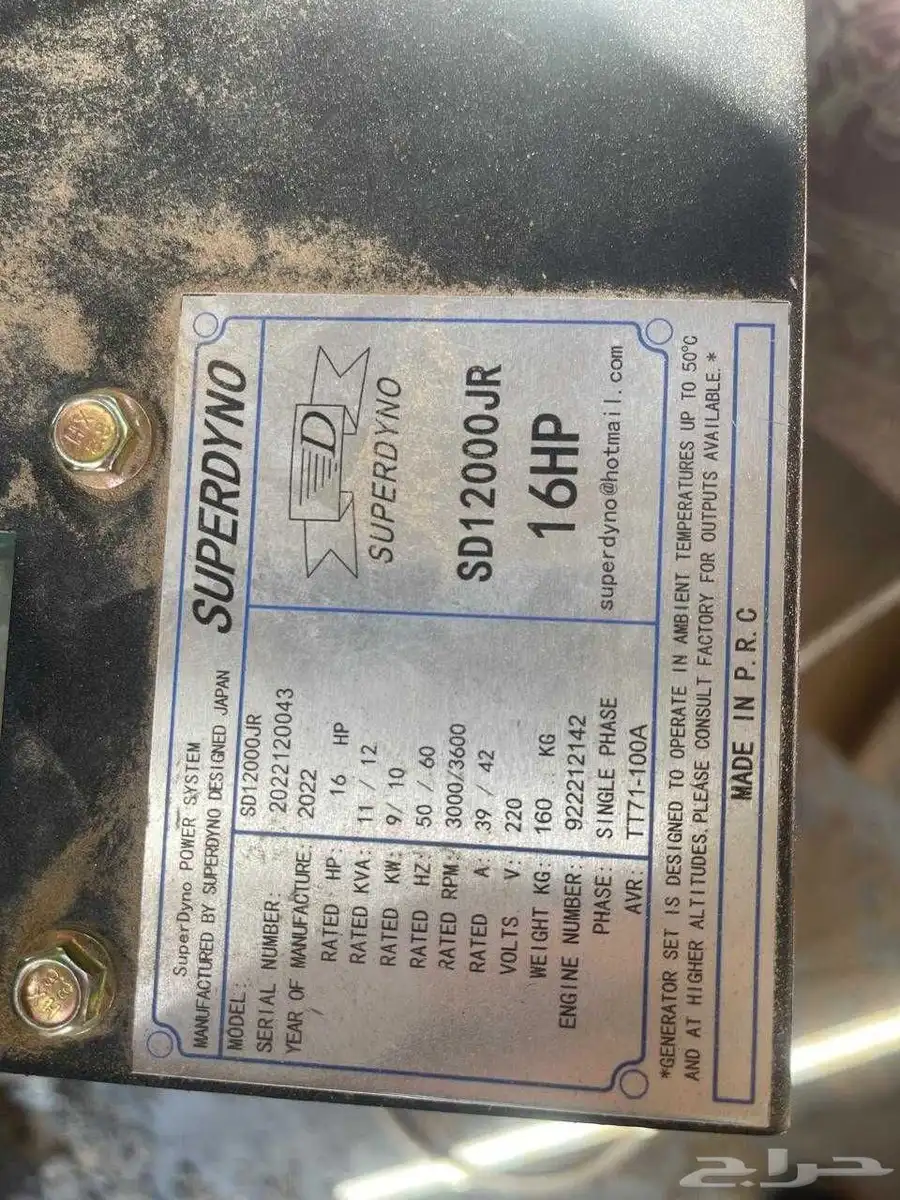 SuperDyno POWER SYSTEM
MANUFACTURED BY SUPERDYNO DESIGNED JAPAN
SUPERDYNO
MODEL: SD12000JR
SERIAL NUMBER: 2022120043
YEAR OF MANUFACTURE: 2022
RATED HP: 16 HP
RATED KVA: 11 / 12
RATED KW: 9/ 10
RATED HZ: 50 / 60
RATED RPM: 3000/3600
RATED A: 39 / 42
VOLTS V: 220
WEIGHT KG: 160 KG
ENGINE NUMBER: 922212142
PHASE: SINGLE PHASE
AVR: TT71-100A
D
SUPERDYNO
SD12000JR
16HP
superdyno@hotmail.com
*GENERATOR SET IS DESIGNED TO OPERATE IN AMBIENT TEMPERATURES UP TO 50°C
AND AT HIGHER ALTITUDES, PLEASE CONSULT FACTORY FOR OUTPUTS AVAILABLE. *
MADE IN P.R.C
حراج